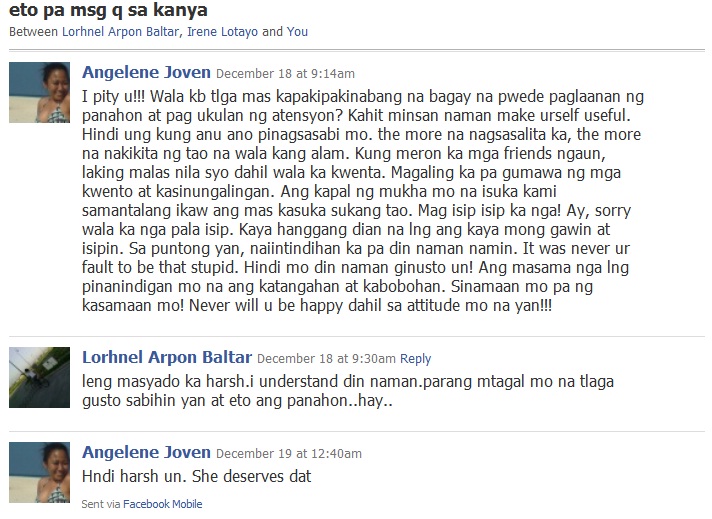 eto pa msg q sa kanya
Between Lorhnel Arpon Baltar, Irene Lotayo and You
Angelene Joven December 18 at 9:14am
I pity u!!! Wala kb tlga mas kapakipakinabang na bagay na pwede paglaanan ng
panahon at pag ukulan ng atensyon? Kahit minsan naman make urself useful.
Hindi ung kung anu ano pinagsasabi mo. the more na nagsasalita ka, the more
na nakikita ng tao na wala kang alam. Kung meron ka mga friends ngaun,
laking malas nila syo dahil wala ka kwenta. Magaling ka pa gumawa ng mga
kwento at kasinungalingan. Ang kapal ng mukha mo na isuka kami
samantalang ikaw ang mas kasuka sukang tao. Mag isip isip ka nga! Ay, sorry
wala ka nga pala isip. Kaya hanggang dian na lng ang kaya mong gawin at
isipin. Sa puntong yan, naiintindihan ka pa din naman namin. It was never ur
fault to be that stupid. Hindi mo din naman ginusto un! Ang masama nga lng
pinanindigan mo na ang katangahan at kabobohan. Sinamaan mo pa ng
kasamaan mo! Never will u be happy dahil sa attitude mo na yan!!!
Lorhnel Arpon Baltar December 18 at 9:30am Reply
leng masyado ka harsh.i understand din naman.parang mtagal mo na tlaga
gusto sabihin yan at eto ang panahon..hay..
Angelene Joven December 19 at 12:40am
Hndi harsh un. She deserves dat
Sent via Facebook Mobile